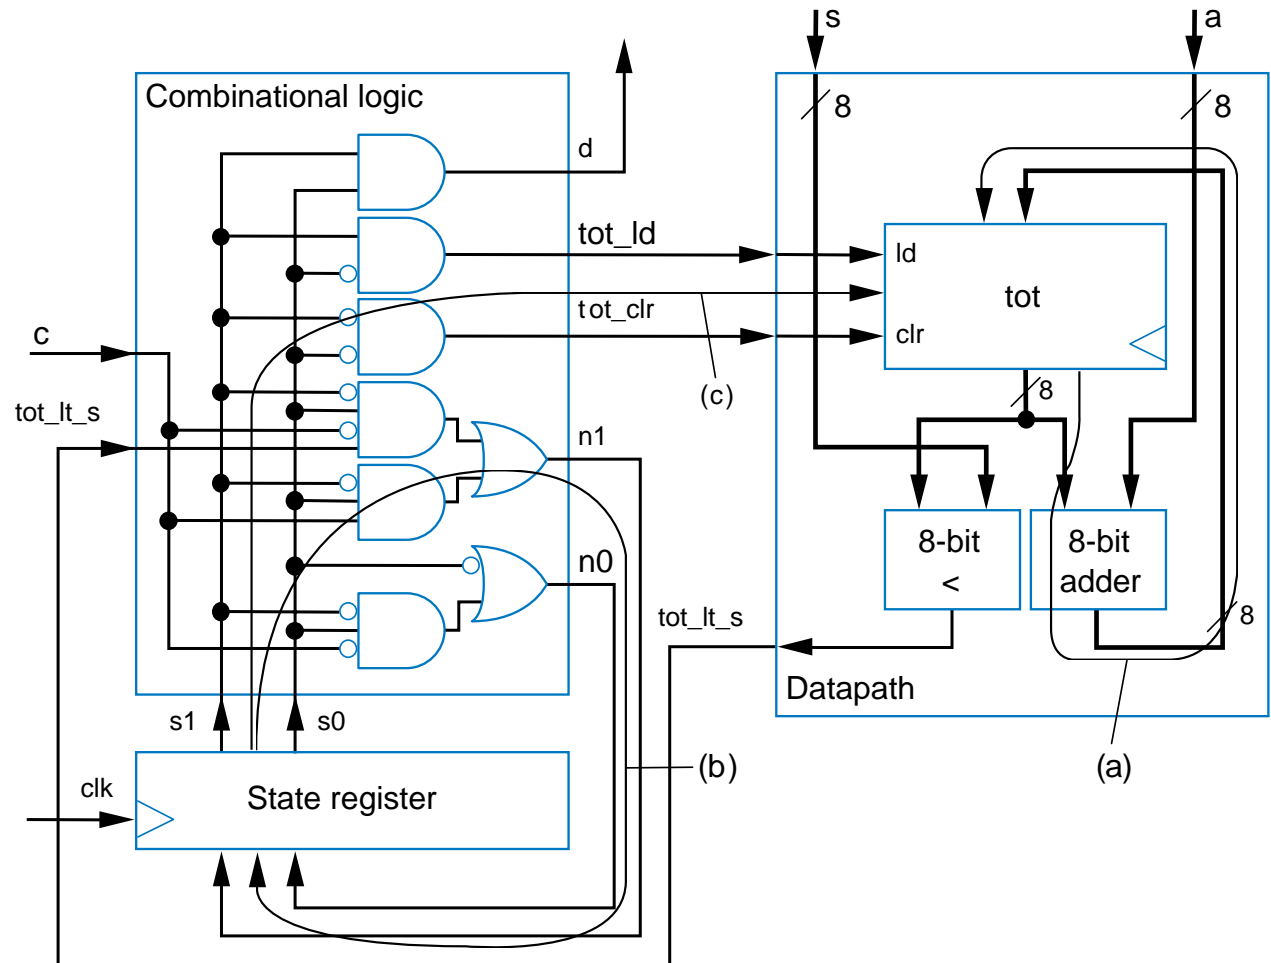 s
a
Combinational logic
8
8
d
tot_ld
ld
tot
tot_clr
clr
c
(c)
8
tot_lt_s
n1
8-bit
<
8-bit
adder
n0
tot_lt_s
8
Datapath
s1
s0
(b)
(a)
clk
State register